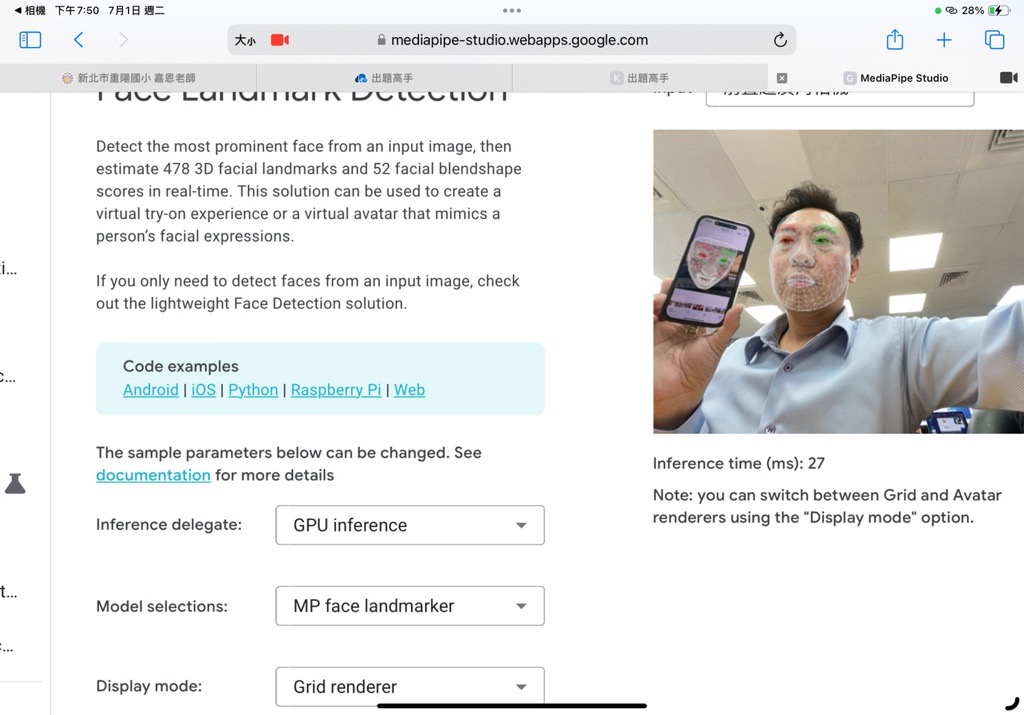 相機 下午7:50 7月1日 週二
28%
大小
mediapipe-studio.webapps.google.com
新北市重陽國小 嘉恩老師
出題高手
K 出題高手
G MediaPipe Studio
Face Landmark Detection
Input
前置超廣角相機
Detect the most prominent face from an input image, then
estimate 478 3D facial landmarks and 52 facial blendshape
scores in real-time. This solution can be used to create a
virtual try-on experience or a virtual avatar that mimics a
person's facial expressions.
If you only need to detect faces from an input image, check
out the lightweight Face Detection solution.
Code examples
Android | iOS | Python | Raspberry Pi | Web
The sample parameters below can be changed. See
documentation for more details
Inference delegate:
GPU inference
Model selections:
MP face landmarker
Display mode:
Grid renderer
Inference time (ms): 27
Note: you can switch between Grid and Avatar
renderers using the "Display mode" option.
i...
c...
t...